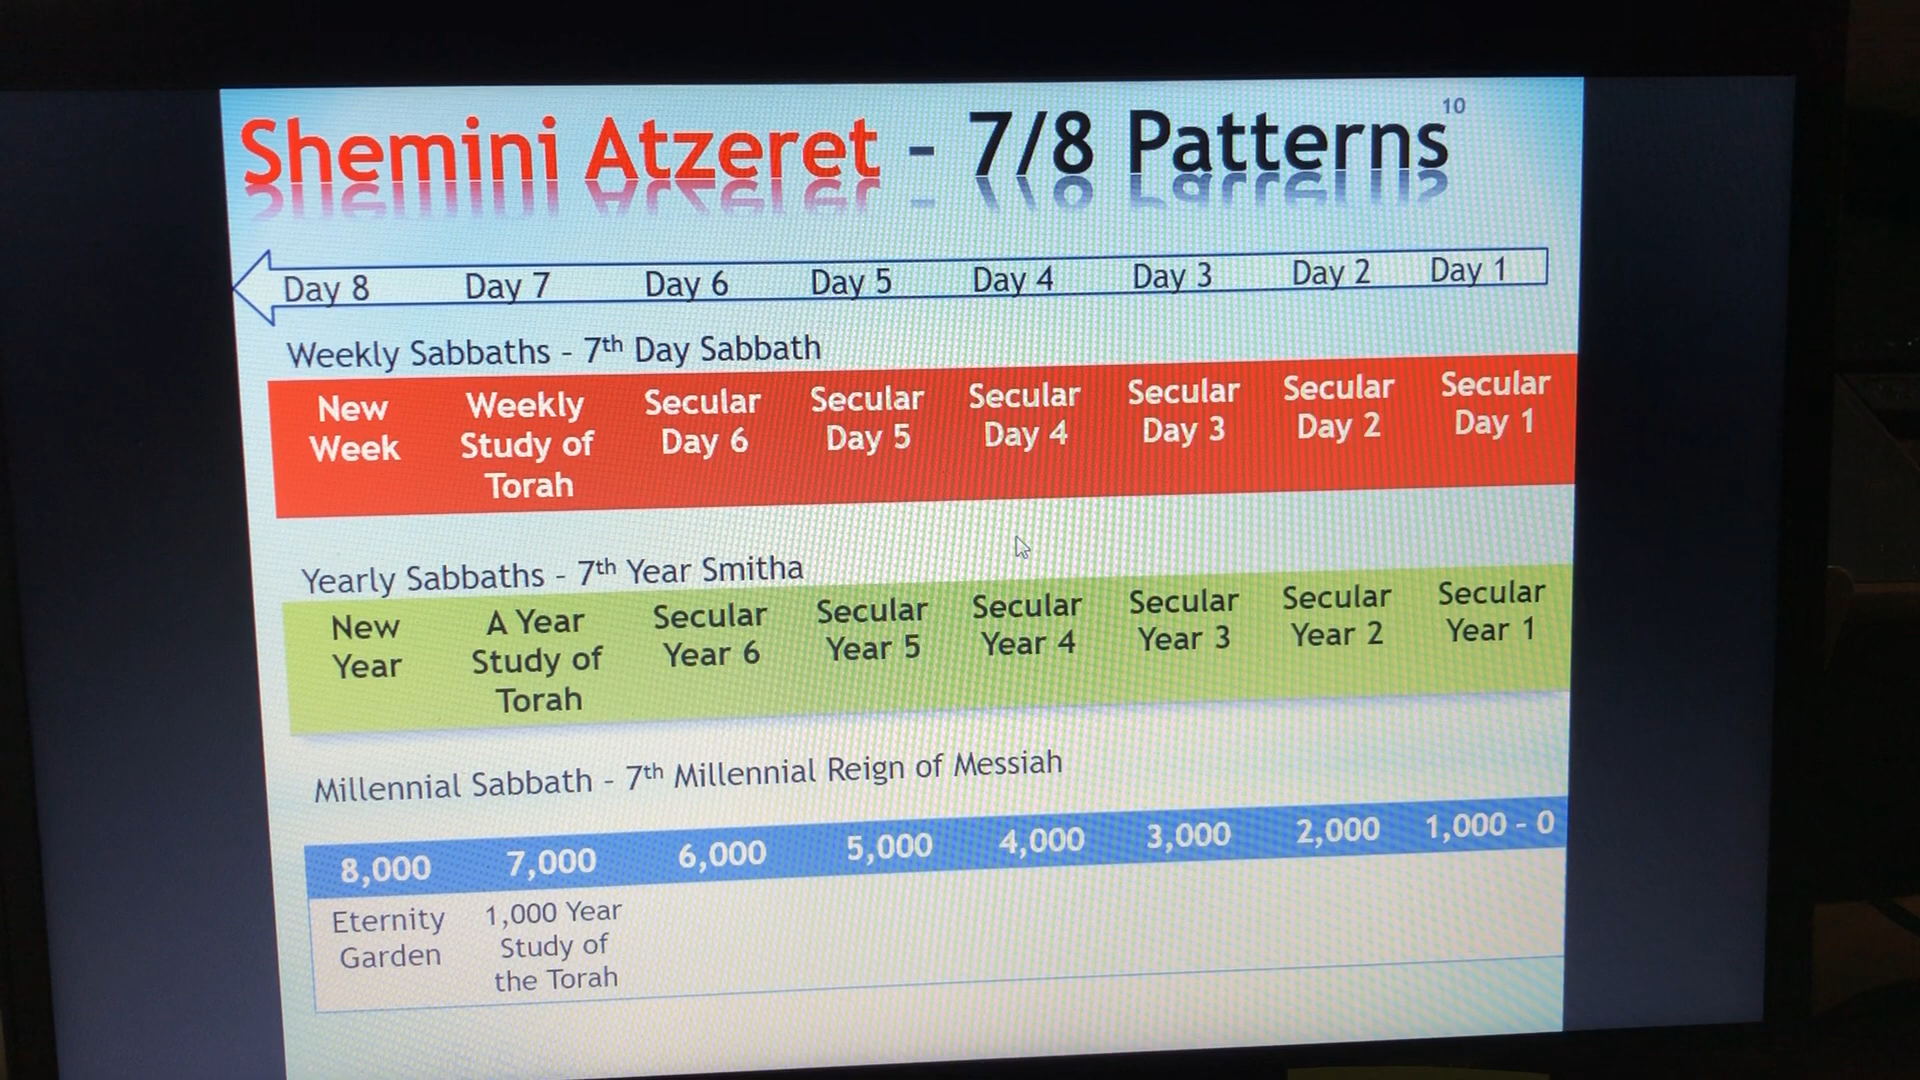 Shemini Atzeret - 7/8 Patterns
10
Day 8 Day 7 Day 6 Day 5 Day 4 Day 3 Day 2 Day 1
Weekly Sabbaths - 7th Day Sabbath
New Weekly Secular Secular Secular Secular Secular Secular
Week Study of Day 6 Day 5 Day 4 Day 3 Day 2 Day 1
Torah
Yearly Sabbaths - 7th Year Smitha
New A Year Secular Secular Secular Secular Secular Secular
Year Study of Year 6 Year 5 Year 4 Year 3 Year 2 Year 1
Torah
Millennial Sabbath - 7th Millennial Reign of Messiah
8,000 7,000 6,000 5,000 4,000 3,000 2,000 1,000 - 0
Eternity 1,000 Year
Garden Study of
the Torah